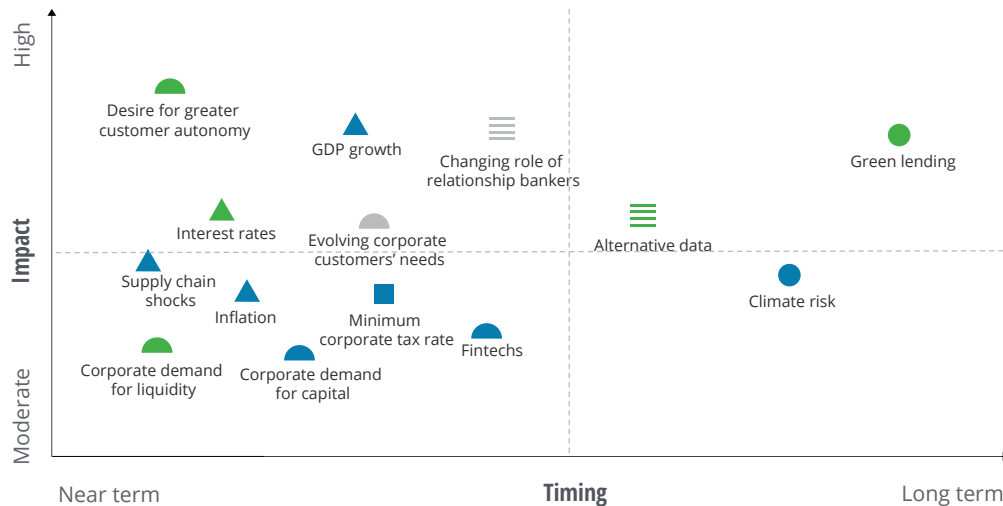 High
Desire for greater
customer autonomy
GDP growth
Changing role of
relationship bankers
Green lending
Interest rates
Evolving corporate
customers’ needs
Alternative data
Impact
Supply chain
shocks
Inflation
Minimum
corporate tax rate
Fintechs
Climate risk
Corporate demand
for liquidity
Corporate demand
for capital
Moderate
Near term
Timing
Long term